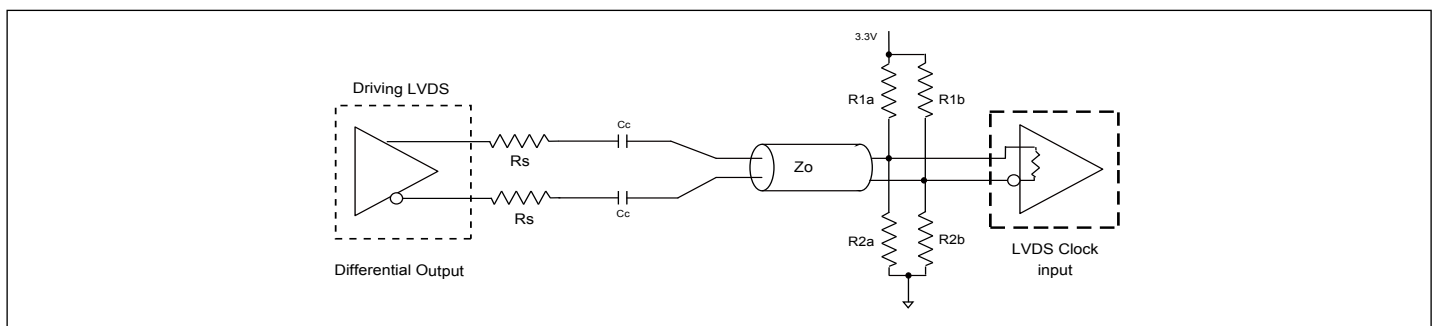 3.3V
Driving LVDS
R1a
R1b
Cc
Rs
Zo
Cc
Rs
R2a
R2b
LVDS Clock
input
Differential Output